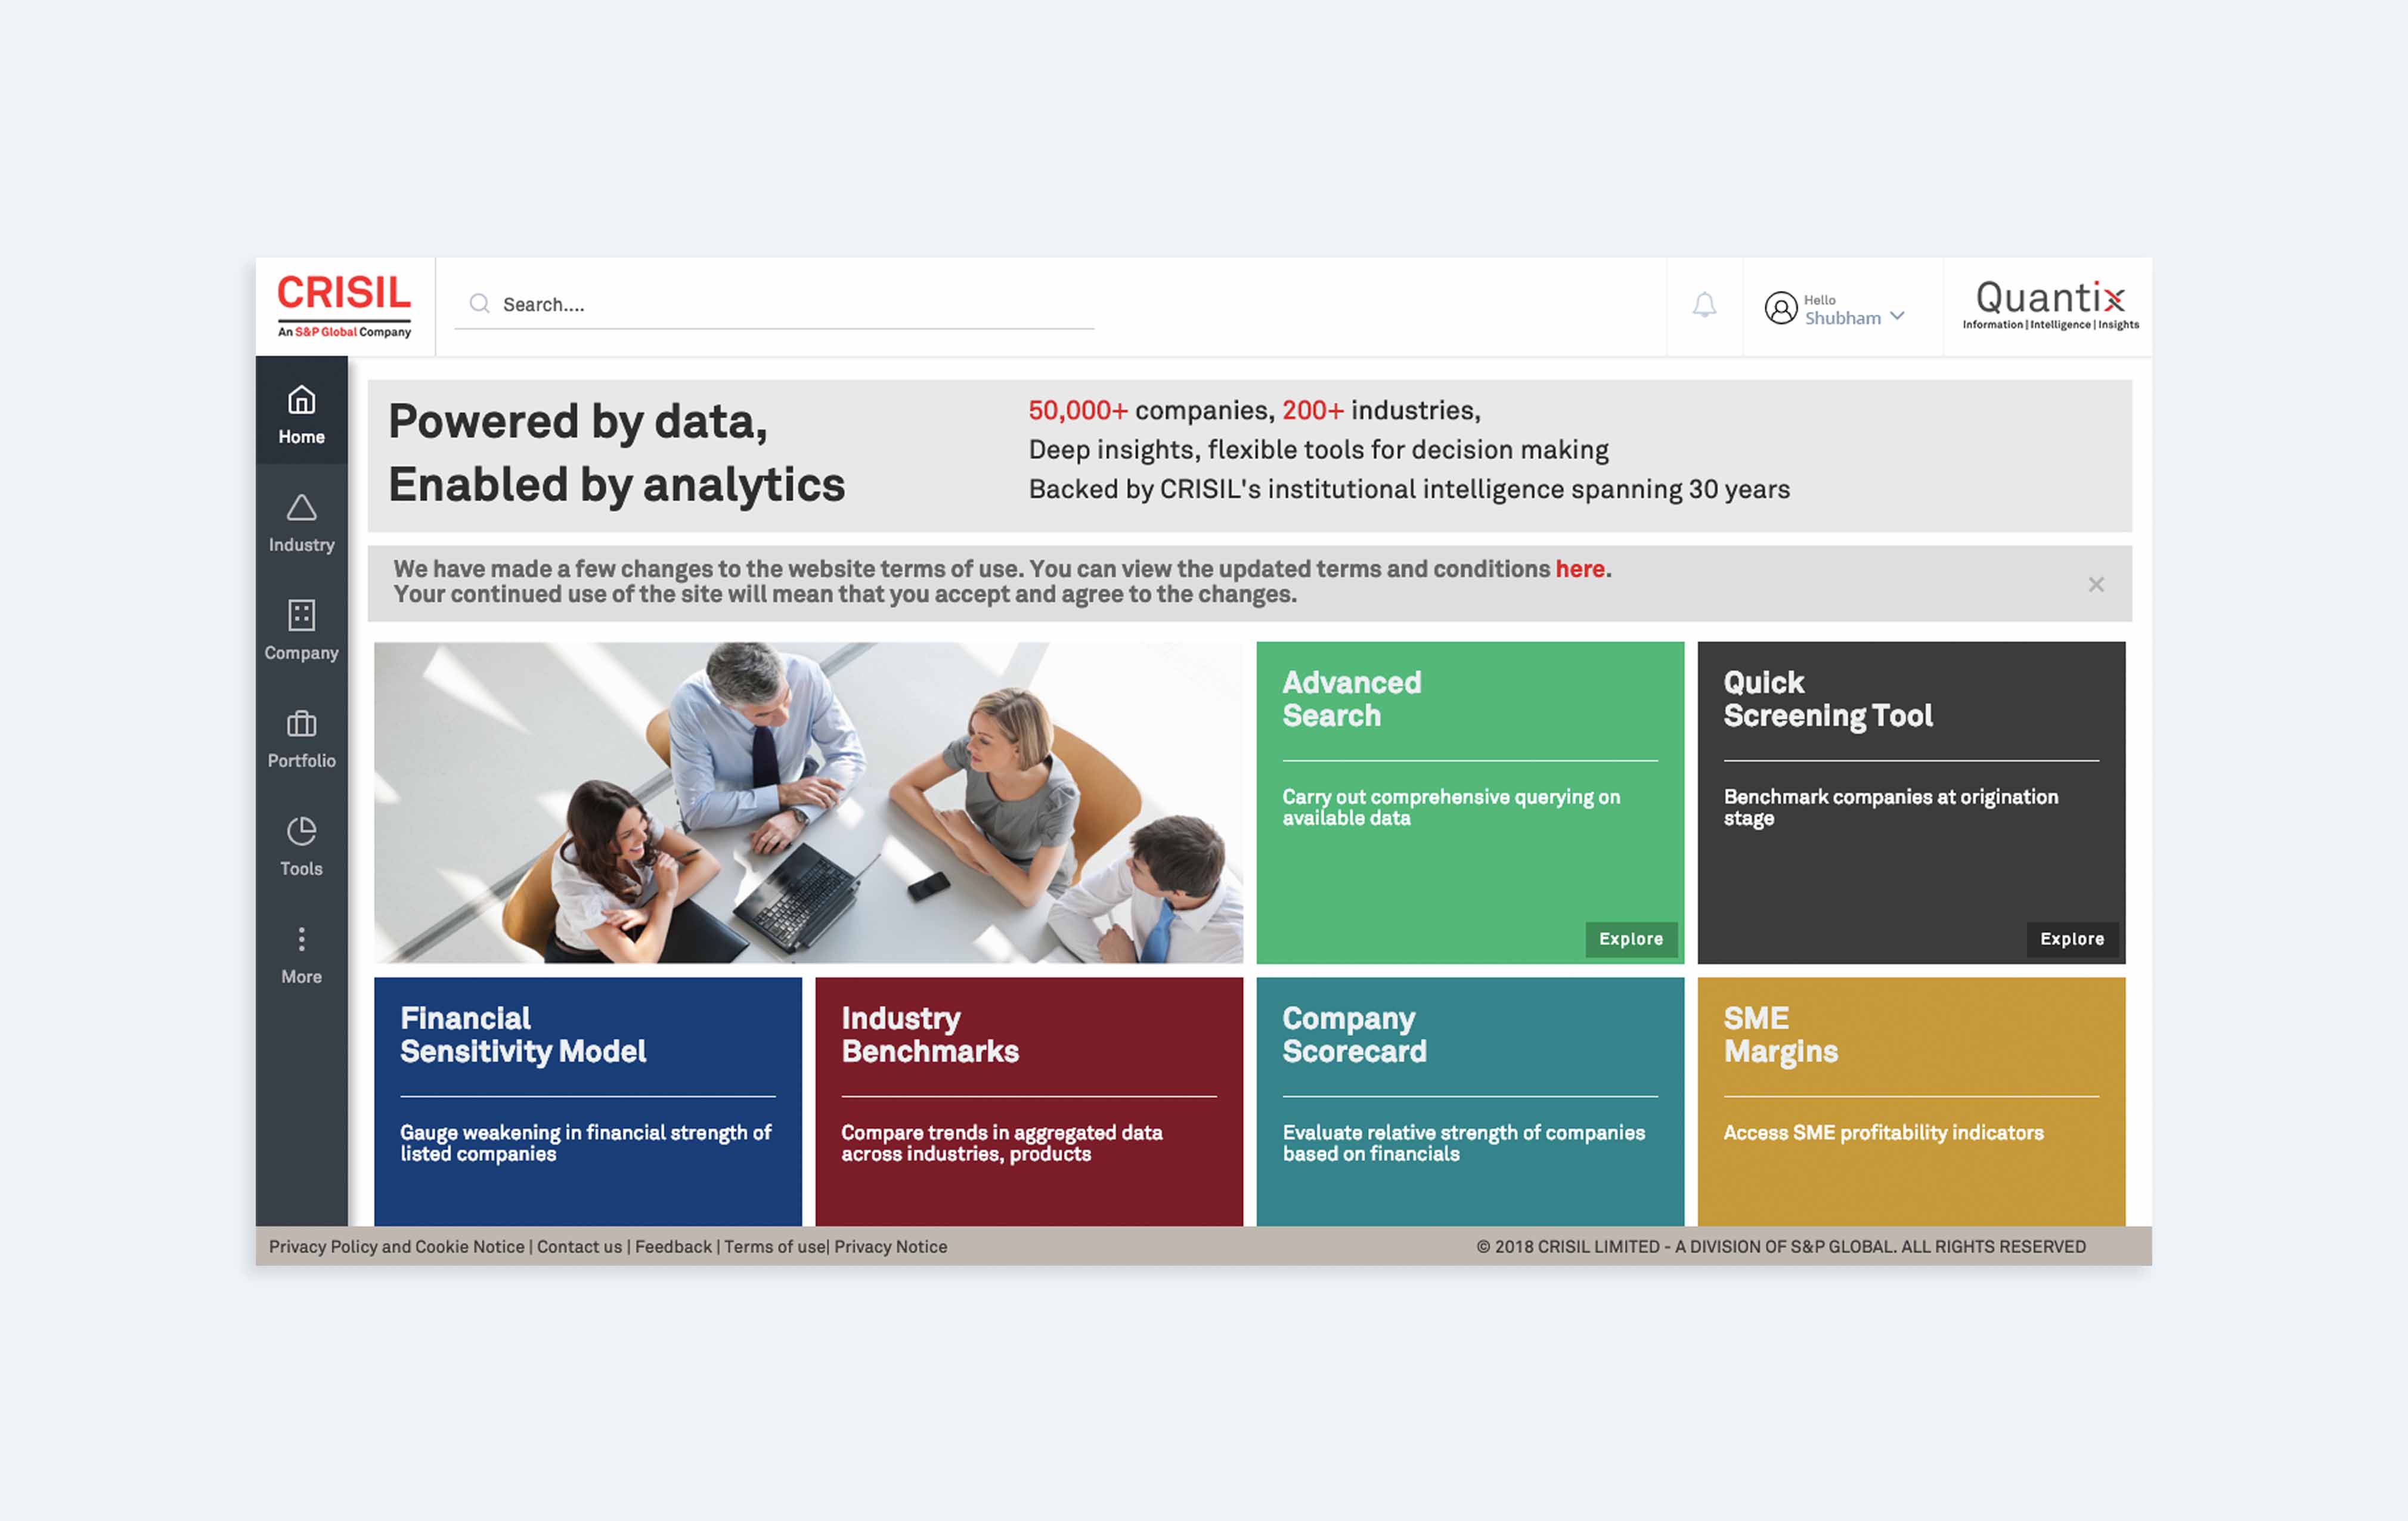 CRISIL
An S&P Global Company
Search....
Hello
Shubham
Quantix
Information | Intelligence | Insights
Home
Industry
Company
Portfolio
Tools
More
Powered by data,
Enabled by analytics
50,000+ companies, 200+ industries,
Deep insights, flexible tools for decision making
Backed by CRISIL's institutional intelligence spanning 30 years
We have made a few changes to the website terms of use. You can view the updated terms and conditions here.
Your continued use of the site will mean that you accept and agree to the changes.
Advanced
Search
Carry out comprehensive querying on
available data
Explore
Quick
Screening Tool
Benchmark companies at origination
stage
Explore
Financial
Sensitivity Model
Gauge weakening in financial strength of
listed companies
Industry
Benchmarks
Compare trends in aggregated data
across industries, products
Company
Scorecard
Evaluate relative strength of companies
based on financials
SME
Margins
Access SME profitability indicators
Privacy Policy and Cookie Notice | Contact us | Feedback | Terms of use| Privacy Notice
© 2018 CRISIL LIMITED - A DIVISION OF S&P GLOBAL. ALL RIGHTS RESERVED